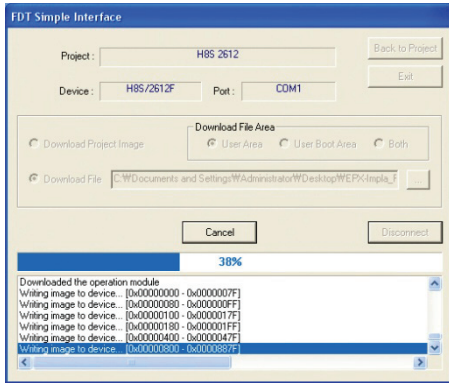 FDT Simple Interface
Project : H8S 2612 Back to Project
Device : H8S/2612F Port : COM1 Exit
Download File Area
Download Project Image User Area User Boot Area Both
Download File C:₩Documents and Settings₩Administrator₩Desktop₩EPX-Impla_F ...
Cancel Disconnect
38%
Downloaded the operation module
Writing image to device... [0x00000000 - 0x0000007F]
Writing image to device... [0x00000080 - 0x000000FF]
Writing image to device... [0x00000100 - 0x0000017F]
Writing image to device... [0x00000180 - 0x000001FF]
Writing image to device... [0x00000400 - 0x0000047F]
Writing image to device... [0x00000800 - 0x0000887F]